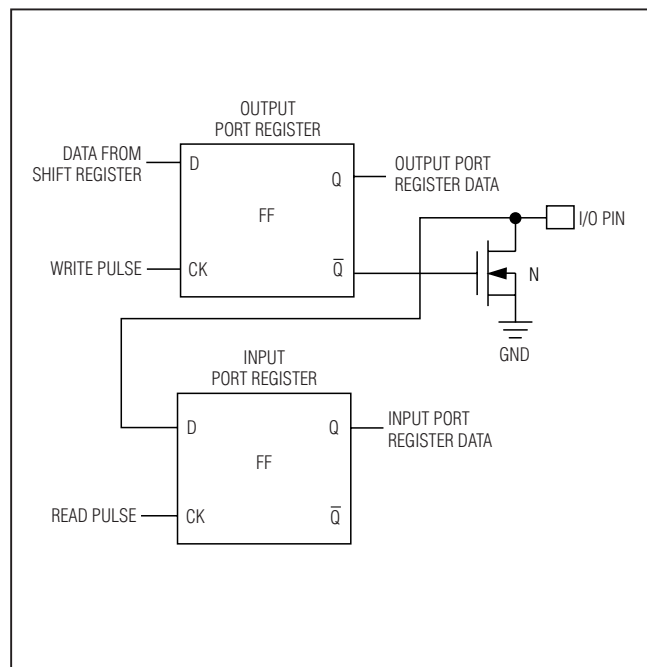 OUTPUT
PORT REGISTER
DATA FROM
SHIFT REGISTER
D
Q
OUTPUT PORT
REGISTER DATA
FF
I/O PIN
WRITE PULSE
CK
Q̅
N
GND
INPUT
PORT REGISTER
D
Q
INPUT PORT
REGISTER DATA
FF
READ PULSE
CK
Q̅